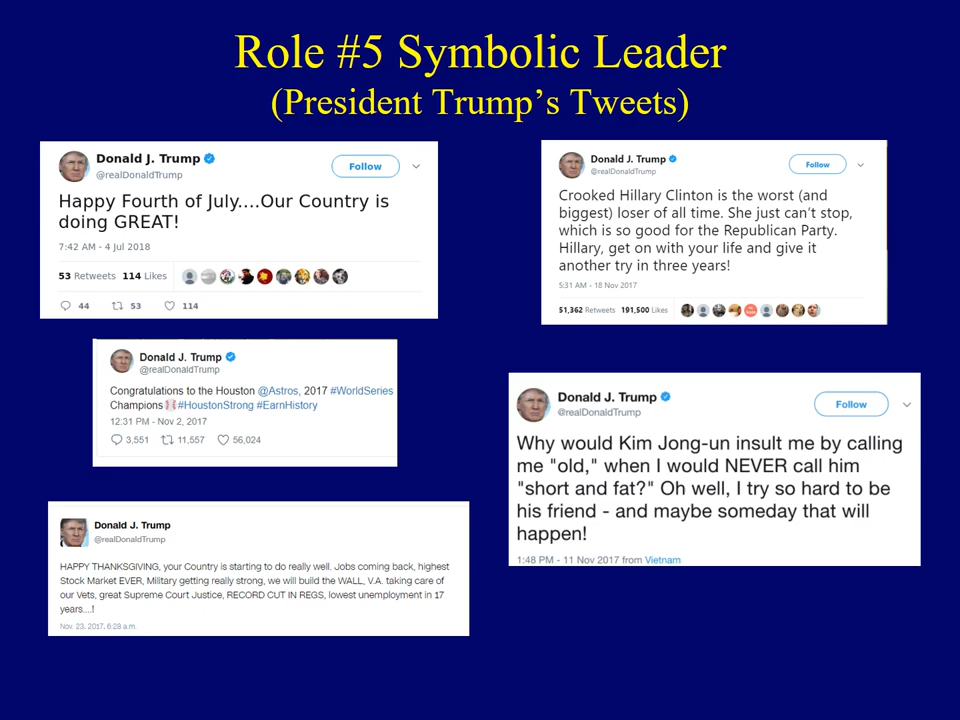 Role #5 Symbolic Leader
(President Trump’s Tweets)
Donald J. Trump
@realDonaldTrump
Follow
Happy Fourth of July....Our Country is
doing GREAT!
7:42 AM - 4 Jul 2018
53 Retweets 114 Likes
44 53 114
Donald J. Trump
@realDonaldTrump
Follow
Crooked Hillary Clinton is the worst (and
biggest) loser of all time. She just can't stop,
which is so good for the Republican Party.
Hillary, get on with your life and give it
another try in three years!
5:31 AM - 18 Nov 2017
51,362 Retweets 191,500 Likes
Donald J. Trump
@realDonaldTrump
Congratulations to the Houston @Astros, 2017 #WorldSeries
Champions #HoustonStrong #EarnHistory
12:31 PM - Nov 2, 2017
3,551 11,557 56,024
Donald J. Trump
@realDonaldTrump
Follow
Why would Kim Jong-un insult me by calling
me "old," when I would NEVER call him
"short and fat?" Oh well, I try so hard to be
his friend - and maybe someday that will
happen!
1:48 PM - 11 Nov 2017 from Vietnam
Donald J. Trump
@realDonaldTrump
HAPPY THANKSGIVING, your Country is starting to do really well. Jobs coming back, highest
Stock Market EVER, Military getting really strong, we will build the WALL, V.A. taking care of
our Vets, great Supreme Court Justice, RECORD CUT IN REGS, lowest unemployment in 17
years....!
Nov. 23, 2017, 6:28 a.m.